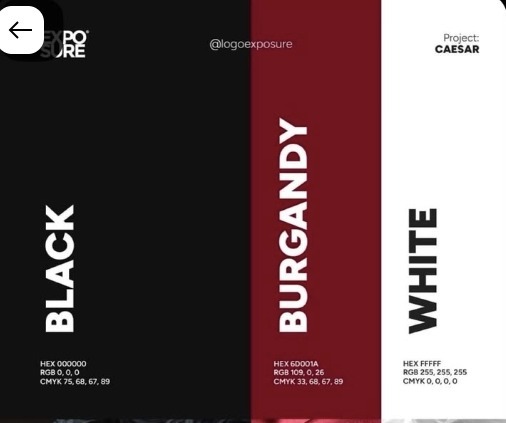 EXPO
SURE
@logoexposure
Project:
CAESAR
BLACK
BURGANDY
WHITE
HEX 000000
RGB 0, 0, 0
CMYK 75, 68, 67, 89
HEX 6D001A
RGB 109, 0, 26
CMYK 33, 68, 67, 89
HEX FFFFF
RGB 255, 255, 255
CMYK 0, 0, 0, 0